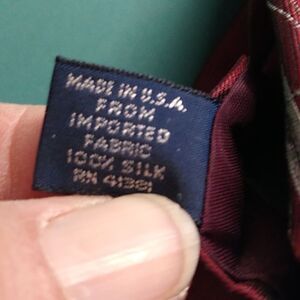 MADE IN U.S.A.
FROM
IMPORTED
FABRIC
100% SILK
RN 41381